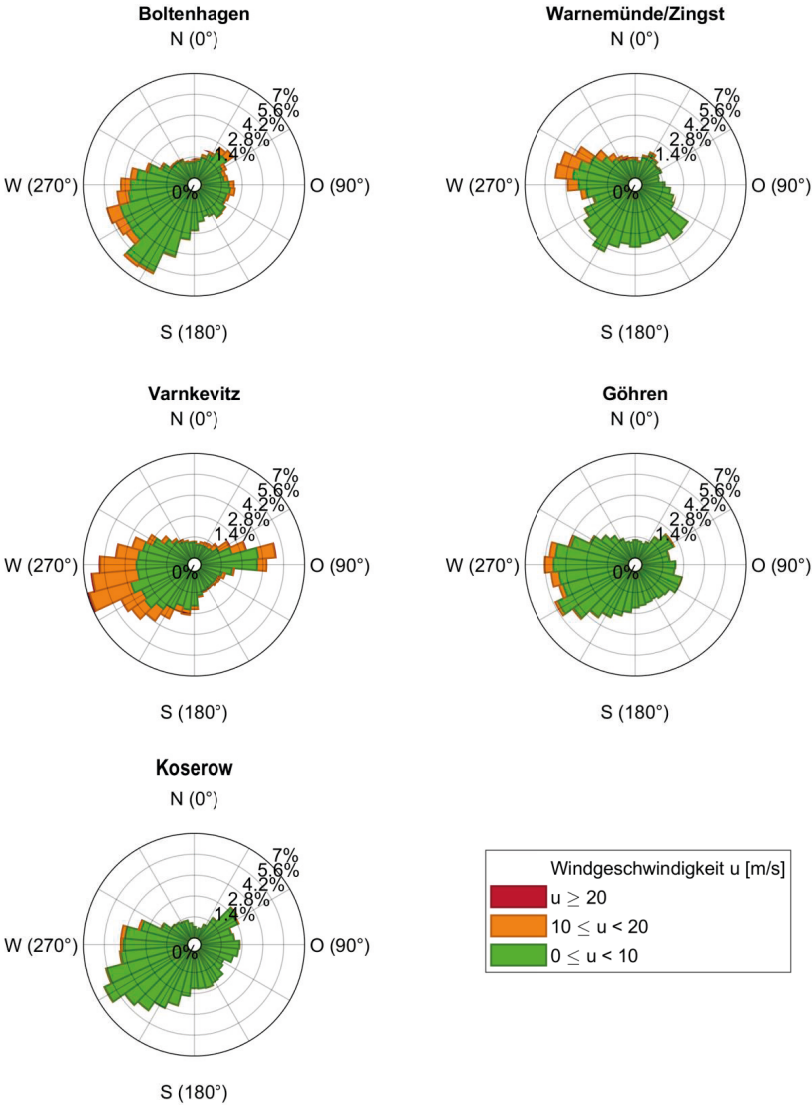 Boltenhagen
N (0°)
7%
5.6%
4.2%
2.8%
1.4%
0%
W (270°)
O (90°)
S (180°)
Warnemünde/Zingst
N (0°)
7%
5.6%
4.2%
2.8%
1.4%
0%
W (270°)
O (90°)
S (180°)
Varnkevitz
N (0°)
7%
5.6%
4.2%
2.8%
1.4%
0%
W (270°)
O (90°)
S (180°)
Göhren
N (0°)
7%
5.6%
4.2%
2.8%
1.4%
0%
W (270°)
O (90°)
S (180°)
Koserow
N (0°)
7%
5.6%
4.2%
2.8%
1.4%
0%
W (270°)
O (90°)
S (180°)
Windgeschwindigkeit u [m/s]
u ≥ 20
10 ≤ u < 20
0 ≤ u < 10